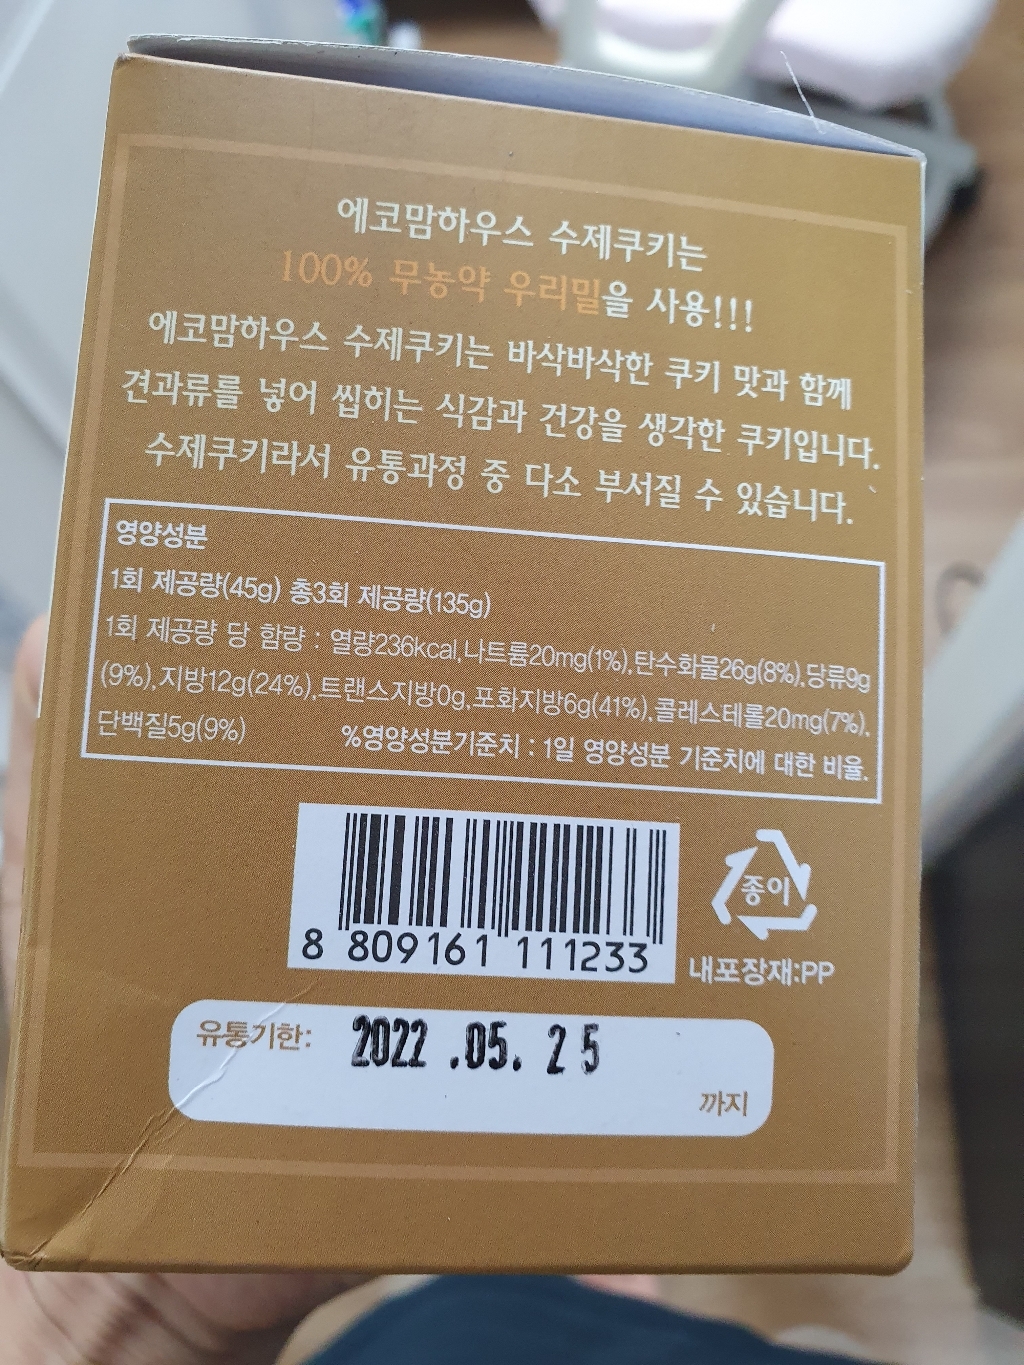 에코맘하우스 수제쿠키는
100% 무농약 우리밀을 사용!!!
에코맘하우스 수제쿠키는 바삭바삭한 쿠키 맛과 함께
견과류를 넣어 씹히는 식감과 건강을 생각한 쿠키입니다.
수제쿠키라서 유통과정 중 다소 부서질 수 있습니다.
영양성분
1회 제공량(45g) 총3회 제공량(135g)
1회 제공량 당 함량 : 열량236kcal,나트륨20mg(1%),탄수화물26g(8%),당류9g
(9%),지방12g(24%),트랜스지방0g,포화지방6g(41%),콜레스테롤20mg(7%),
단백질5g(9%) %영양성분기준치 : 1일 영양성분 기준치에 대한 비율.
종이
8 809161 111233
내포장재:PP
유통기한: 2022 .05. 25
까지